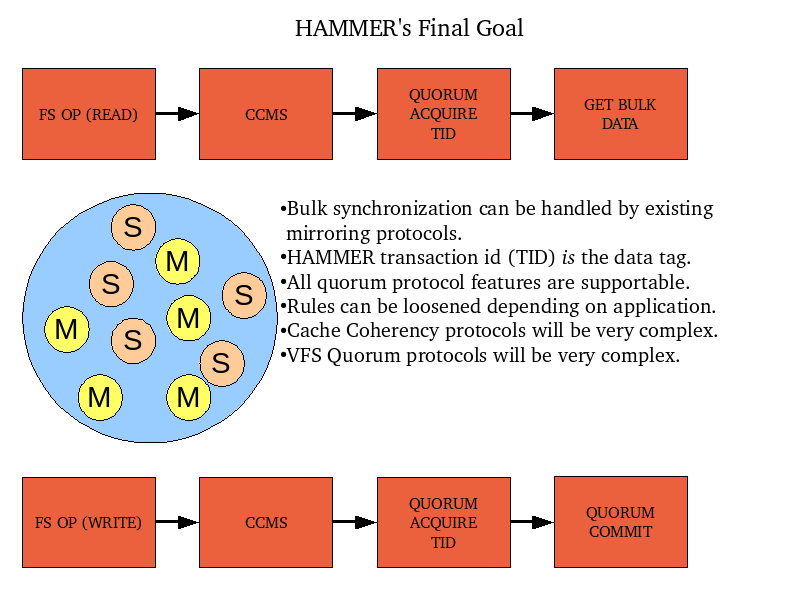 HAMMER's Final Goal
FS OP (READ)
CCMS
QUORUM
ACQUIRE
TID
GET BULK
DATA
S
M
S
S
M
M
S
S
M
M
•Bulk synchronization can be handled by existing
mirroring protocols.
•HAMMER transaction id (TID) is the data tag.
•All quorum protocol features are supportable.
•Rules can be loosened depending on application.
•Cache Coherency protocols will be very complex.
•VFS Quorum protocols will be very complex.
FS OP (WRITE)
CCMS
QUORUM
ACQUIRE
TID
QUORUM
COMMIT